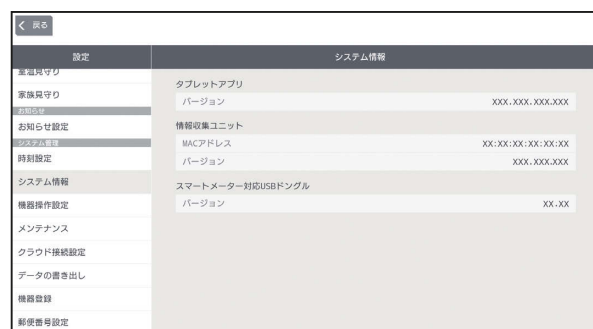 戻る
設定
システム情報
室温見守り
家族見守り
お知らせ
お知らせ設定
システム管理
時刻設定
システム情報
機器操作設定
メンテナンス
クラウド接続設定
データの書き出し
機器登録
郵便番号設定
タブレットアプリ
バージョン XXX.XXX.XXX.XXX
情報収集ユニット
MACアドレス XX:XX:XX:XX:XX:XX
バージョン XXX.XXX.XXX
スマートメーター対応USBドングル
バージョン XX.XX